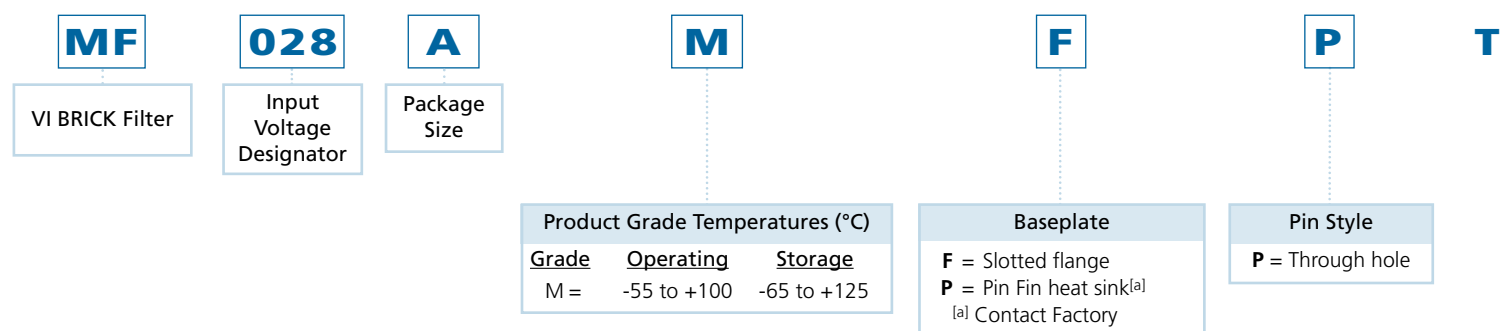 MF 028 A M F P T
VI BRICK Filter
Input
Voltage
Designator
Package
Size
Product Grade Temperatures (°C)
Grade Operating Storage
M = -55 to +100 -65 to +125
Baseplate
F = Slotted flange
P = Pin Fin heat sink[a]
[a] Contact Factory
Pin Style
P = Through hole